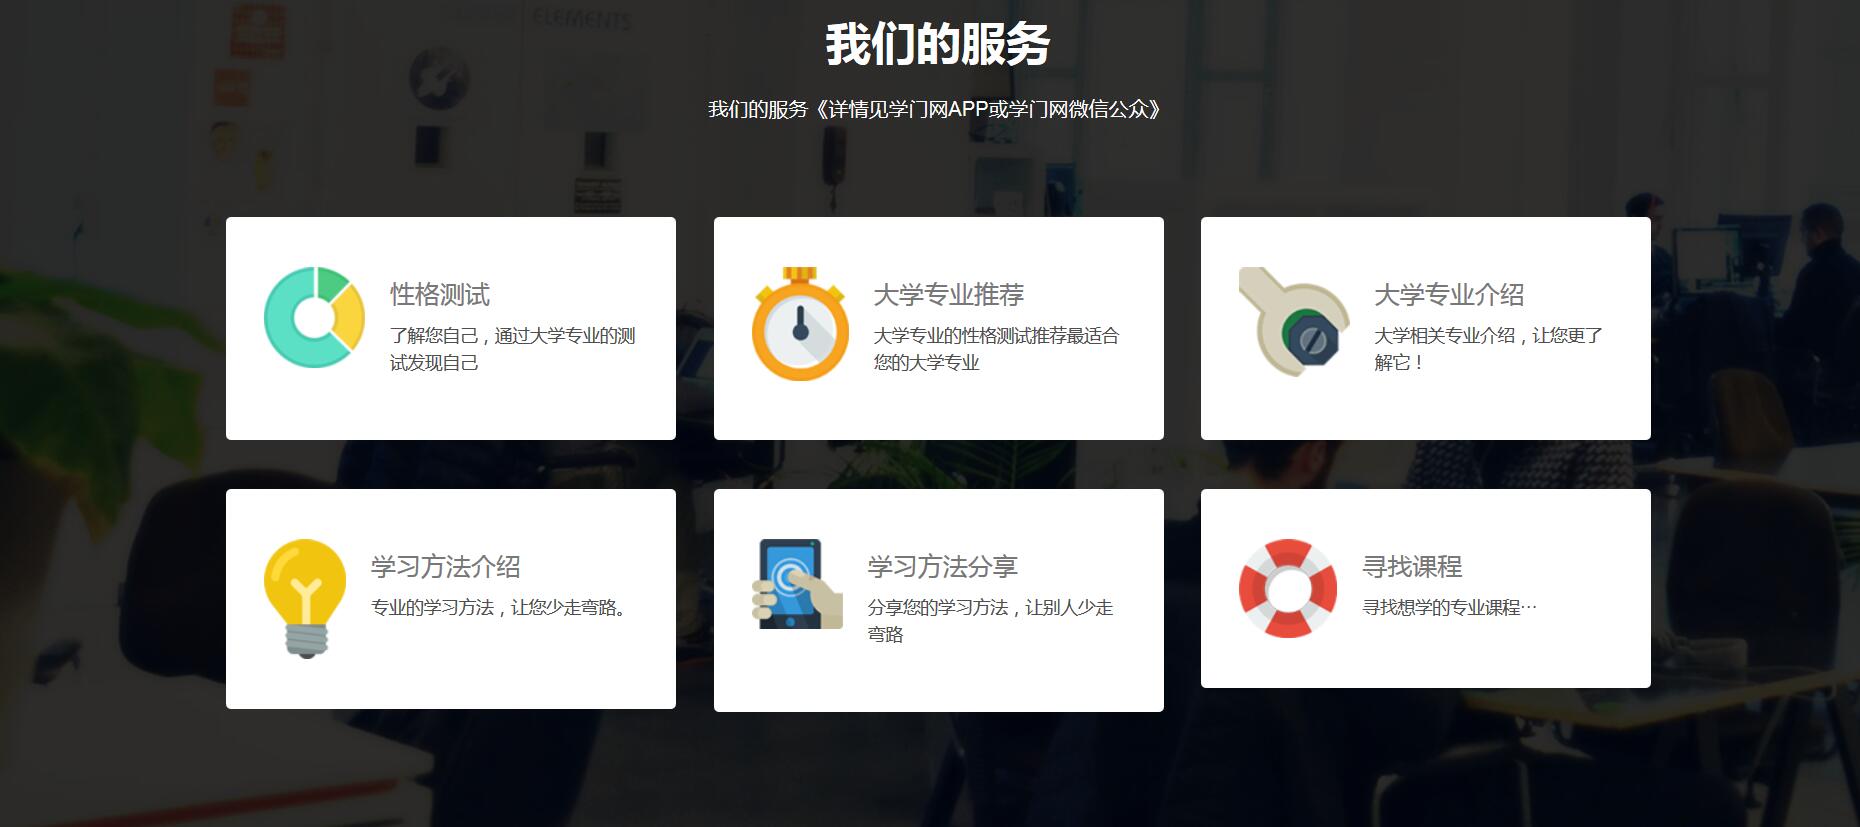 ELEMENTS
我们的服务
我们的服务《详情见学门网APP或学门网微信公众》
性格测试
了解您自己，通过大学专业的测
试发现自己
大学专业推荐
大学专业的性格测试推荐最适合
您的大学专业
大学专业介绍
大学相关专业介绍，让您更了
解它！
学习方法介绍
专业的学习方法，让您少走弯路。
学习方法分享
分享您的学习方法，让别人少走
弯路
寻找课程
寻找想学的专业课程…